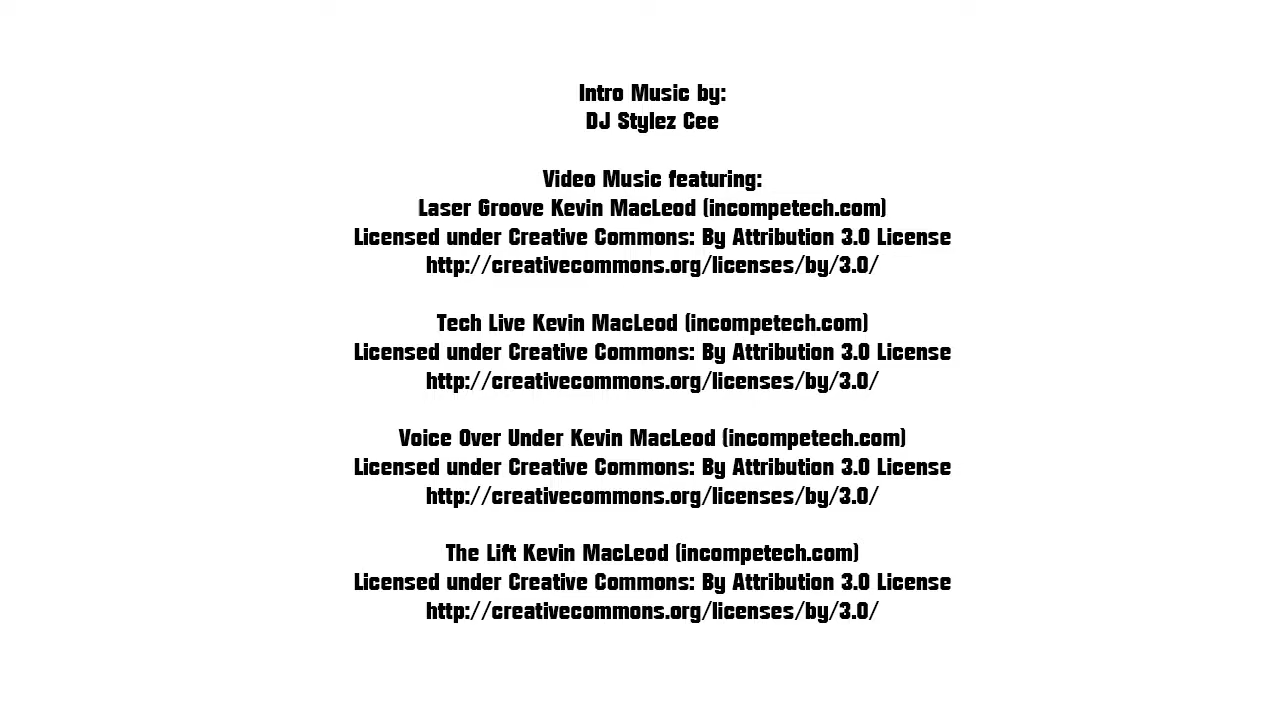 Intro Music by:
DJ Stylez Cee
Video Music featuring:
Laser Groove Kevin MacLeod (incompetech.com)
Licensed under Creative Commons: By Attribution 3.0 License
http://creativecommons.org/licenses/by/3.0/
Tech Live Kevin MacLeod (incompetech.com)
Licensed under Creative Commons: By Attribution 3.0 License
http://creativecommons.org/licenses/by/3.0/
Voice Over Under Kevin MacLeod (incompetech.com)
Licensed under Creative Commons: By Attribution 3.0 License
http://creativecommons.org/licenses/by/3.0/
The Lift Kevin MacLeod (incompetech.com)
Licensed under Creative Commons: By Attribution 3.0 License
http://creativecommons.org/licenses/by/3.0/